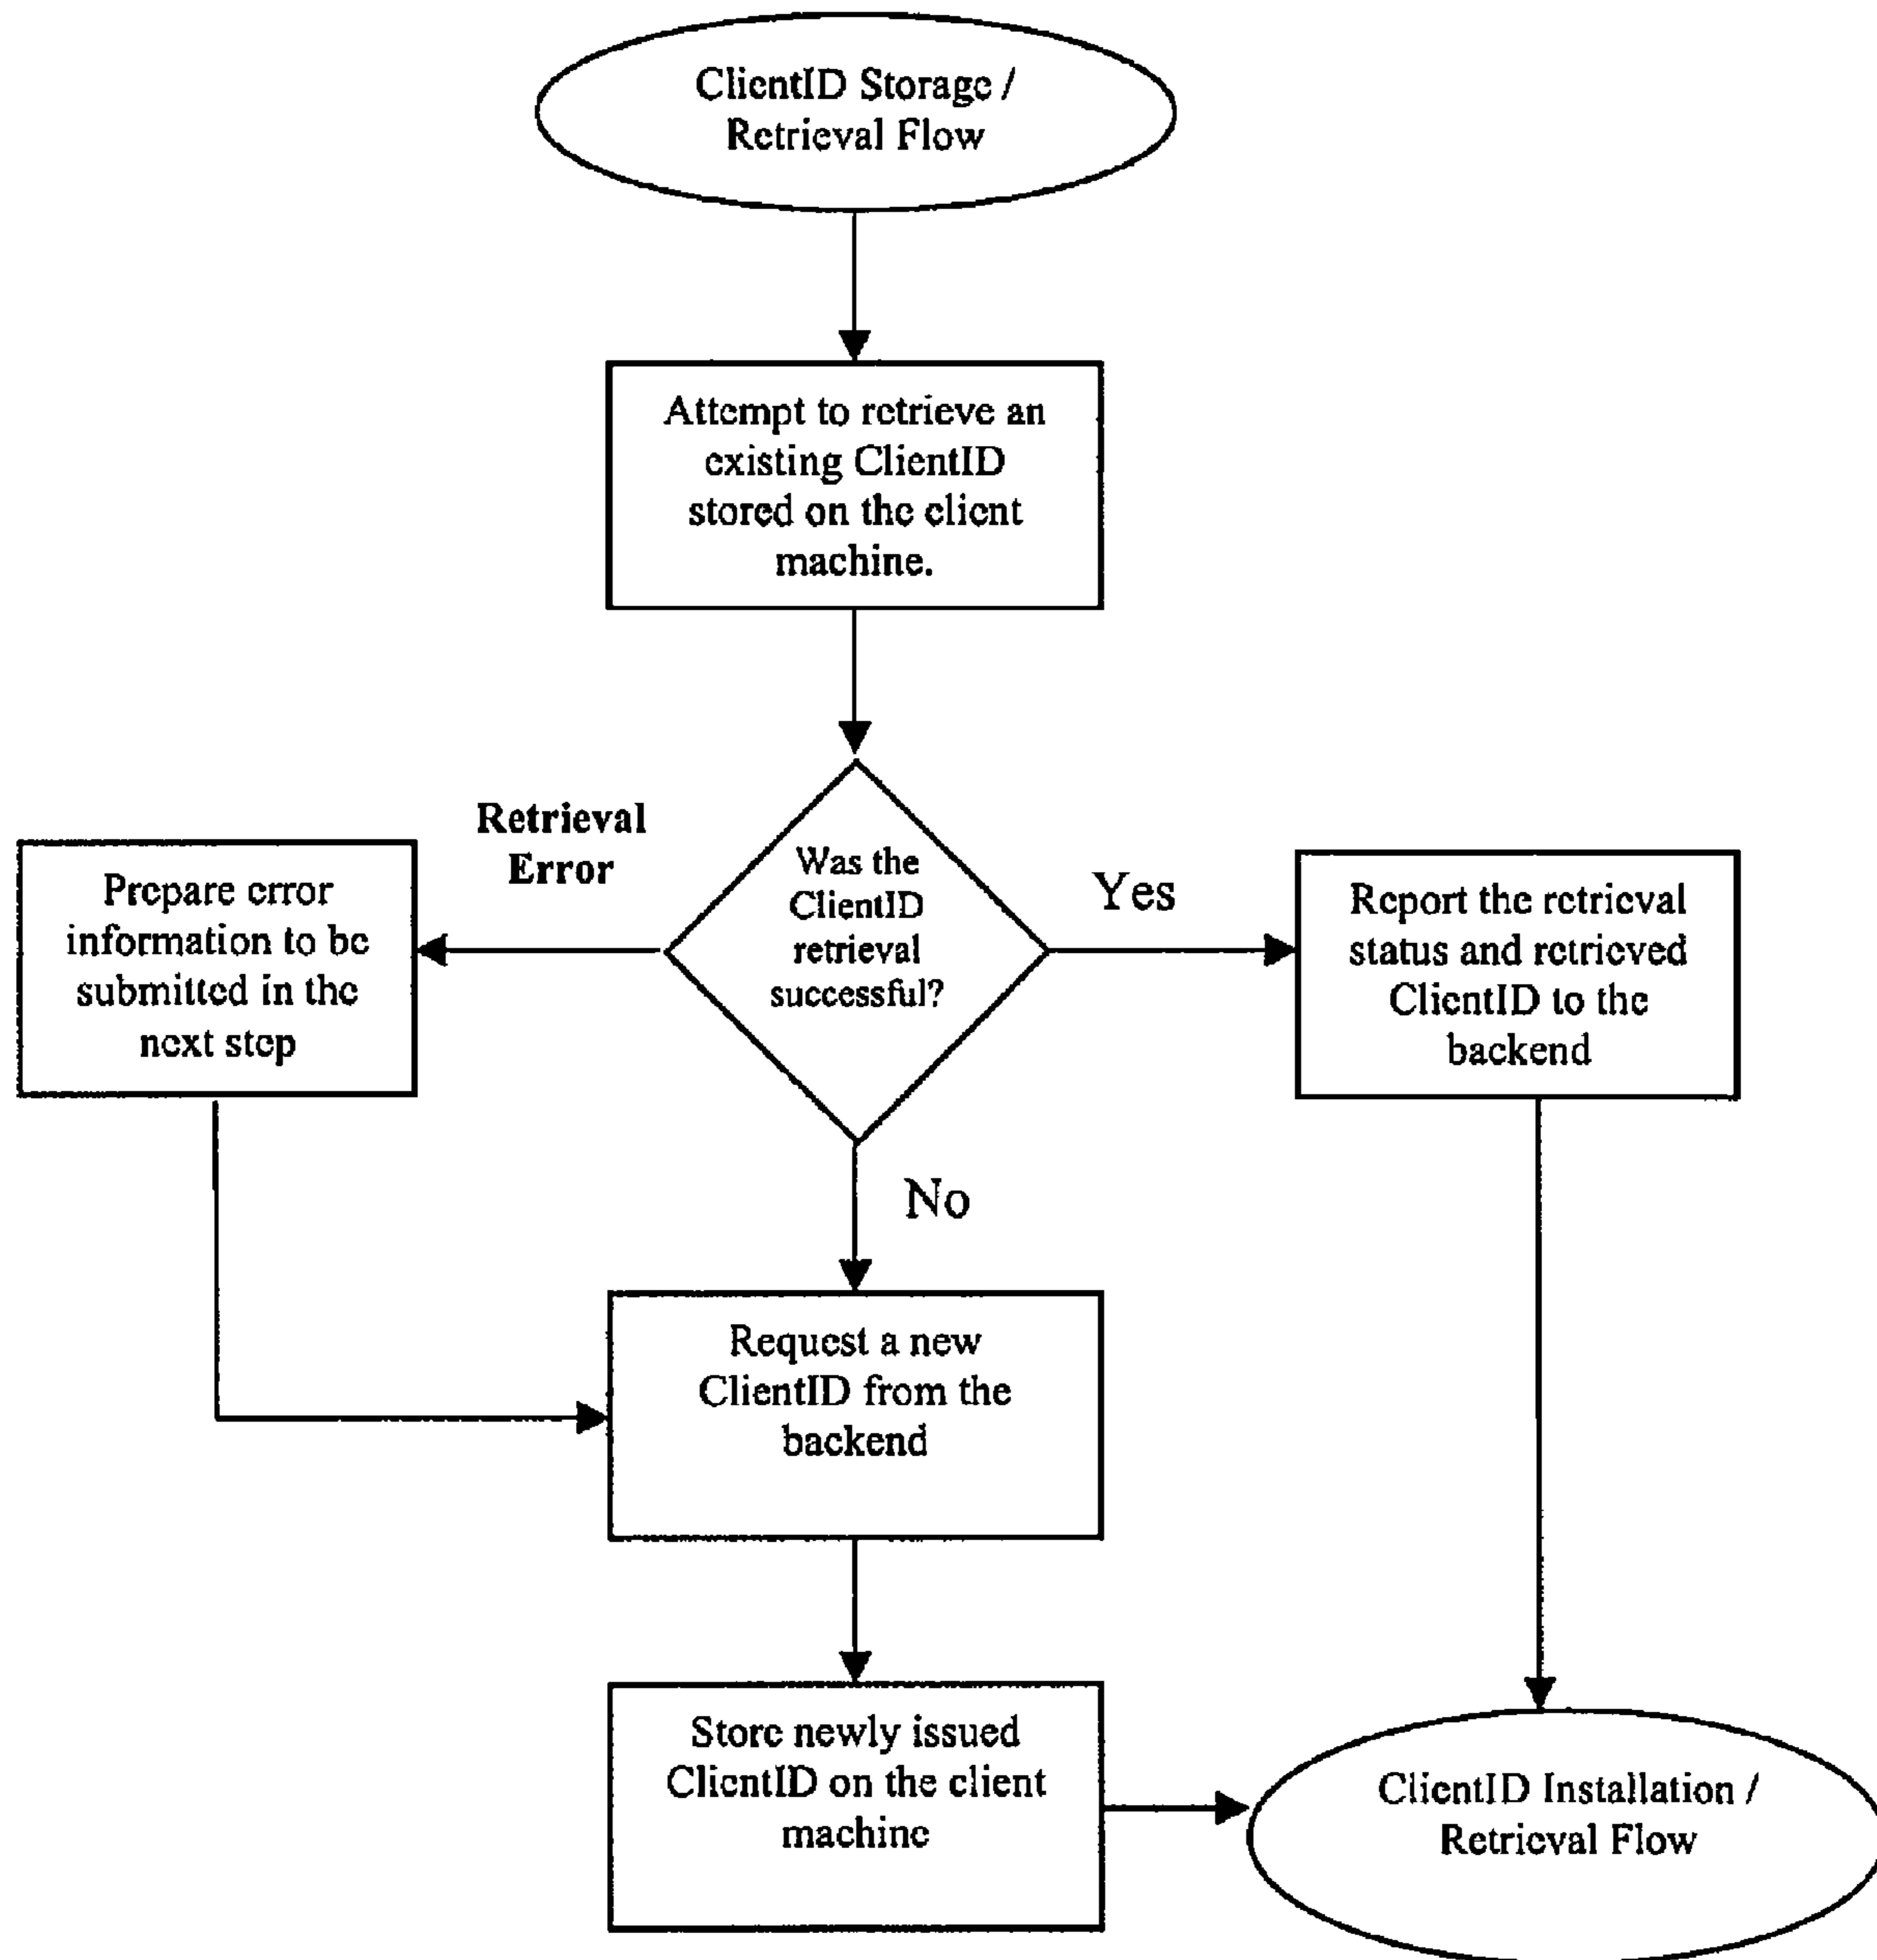 ClientID Storage /
Retrieval Flow
Attempt to retrieve an
existing ClientID
stored on the client
machine.
Retrieval
Error
Was the
ClientID
retrieval
successful?
Yes
Prepare error
information to be
submitted in the
next step
Report the retrieval
status and retrieved
ClientID to the
backend
No
Request a new
ClientID from the
backend
Store newly issued
ClientID on the client
machine
ClientID Installation /
Retrieval Flow